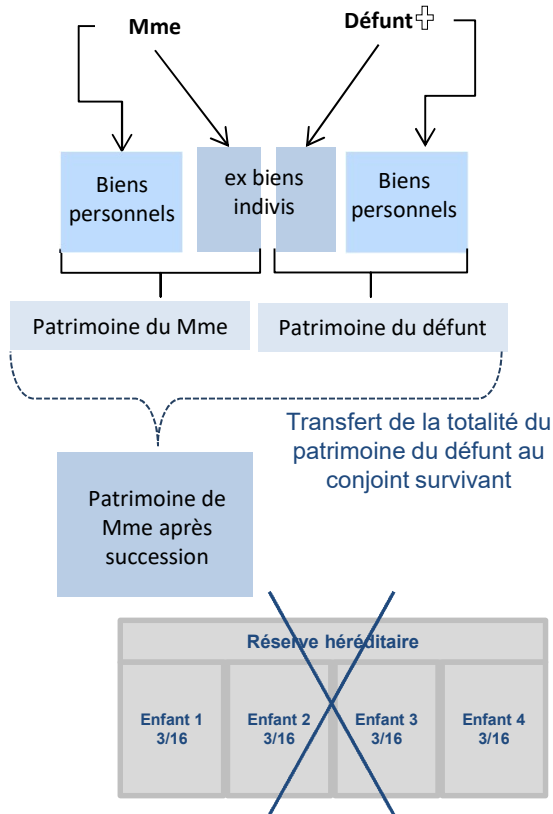 Mme
Défunt
Biens
personnels
ex biens
indivis
Biens
personnels
Patrimoine du Mme
Patrimoine du défunt
Transfert de la totalité du
patrimoine du défunt au
conjoint survivant
Patrimoine de
Mme après
succession
Réserve héréditaire
Enfant 1
3/16
Enfant 2
3/16
Enfant 3
3/16
Enfant 4
3/16